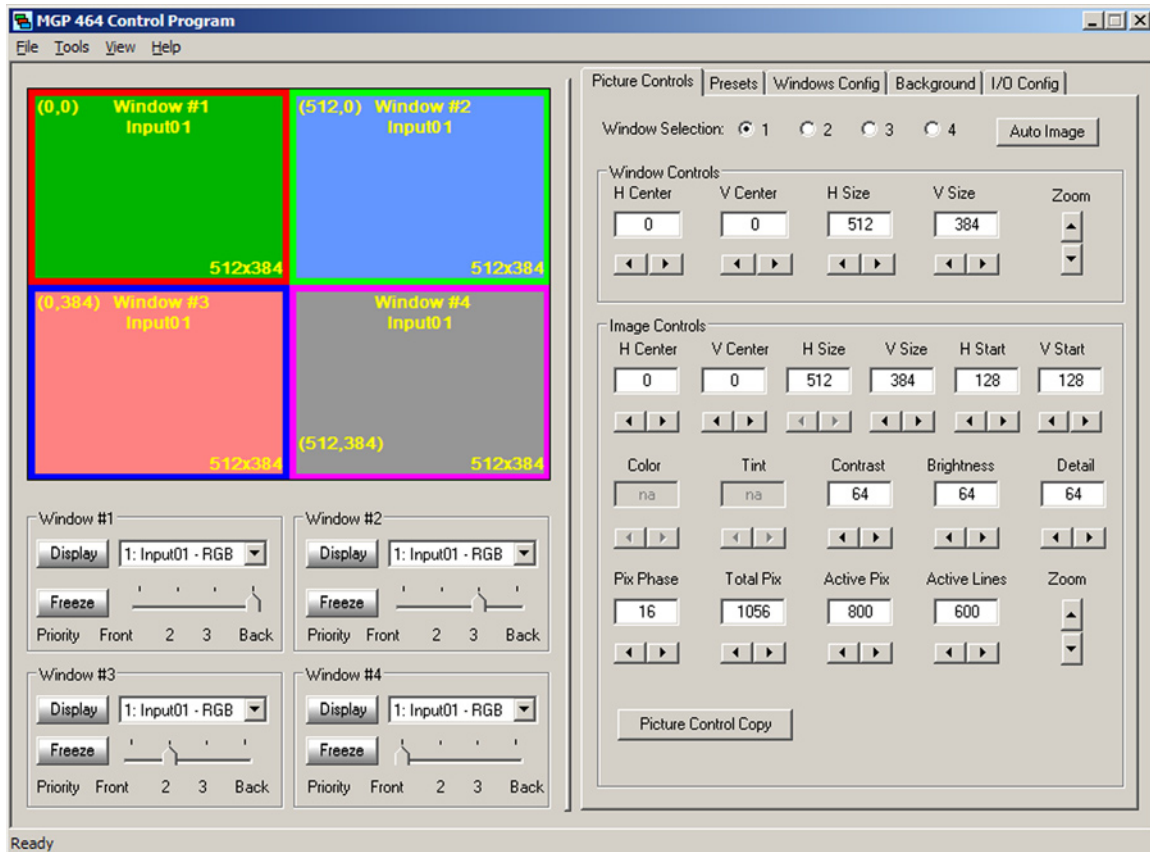 MGP 464 Control Program
File Tools View Help
(0,0) Window #1
Input01
512x384
(512,0) Window #2
Input01
512x384
(0,384) Window #3
Input01
512x384
Window #4
Input01
(512,384)
512x384
Window #1
Display 1: Input01 - RGB
Freeze
Priority Front 2 3 Back
Window #2
Display 1: Input01 - RGB
Freeze
Priority Front 2 3 Back
Window #3
Display 1: Input01 - RGB
Freeze
Priority Front 2 3 Back
Window #4
Display 1: Input01 - RGB
Freeze
Priority Front 2 3 Back
Picture Controls Presets Windows Config Background I/O Config
Window Selection: 1 2 3 4 Auto Image
Window Controls
H Center V Center H Size V Size Zoom
0 0 512 384
Image Controls
H Center V Center H Size V Size H Start V Start
0 0 512 384 128 128
Color Tint Contrast Brightness Detail
na na 64 64 64
Pix Phase Total Pix Active Pix Active Lines Zoom
16 1056 800 600
Picture Control Copy
Ready